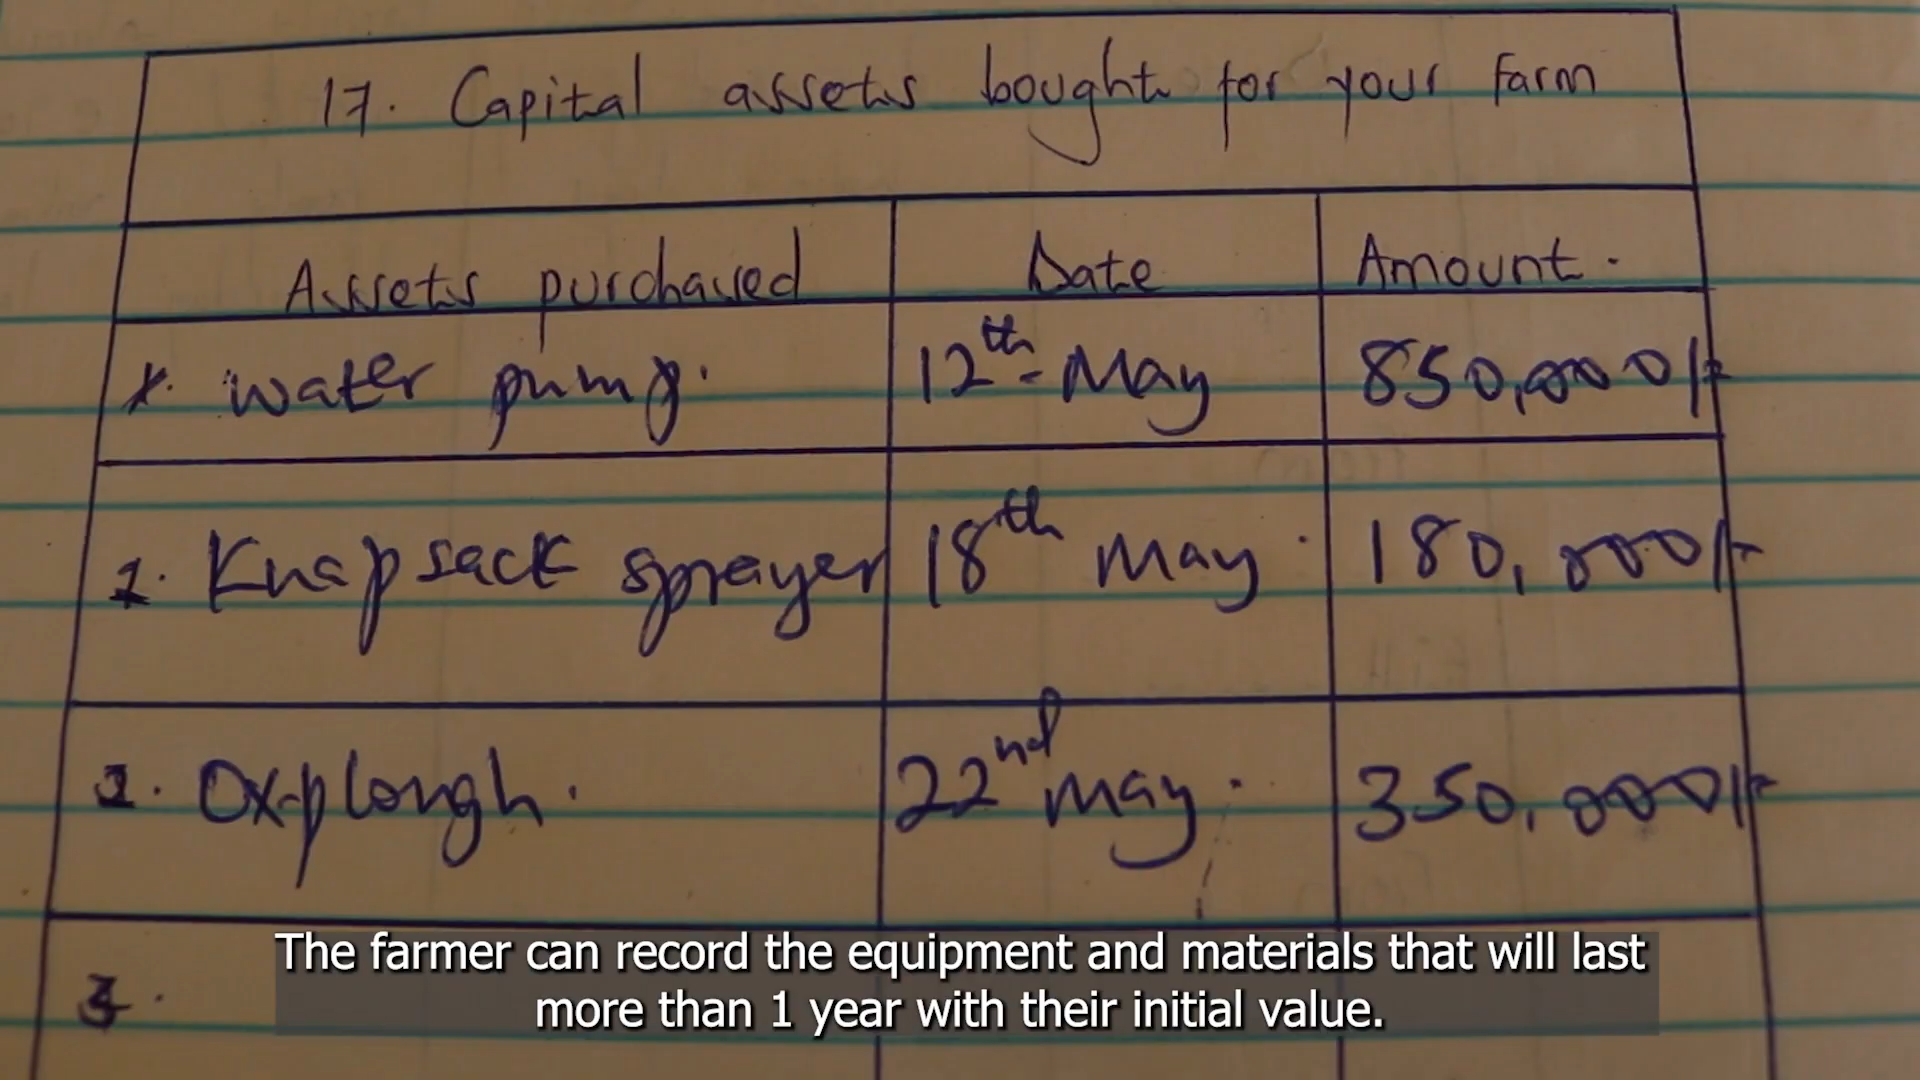 17. Capital assets bought for your farm
Assets purchased Date Amount.
1. Water pump. 12th - May 850,000/=
2. Knapsack sprayer 18th May. 180,000/=
2. Ox-plough. 22nd May. 350,000/=
3.
The farmer can record the equipment and materials that will last
more than 1 year with their initial value.